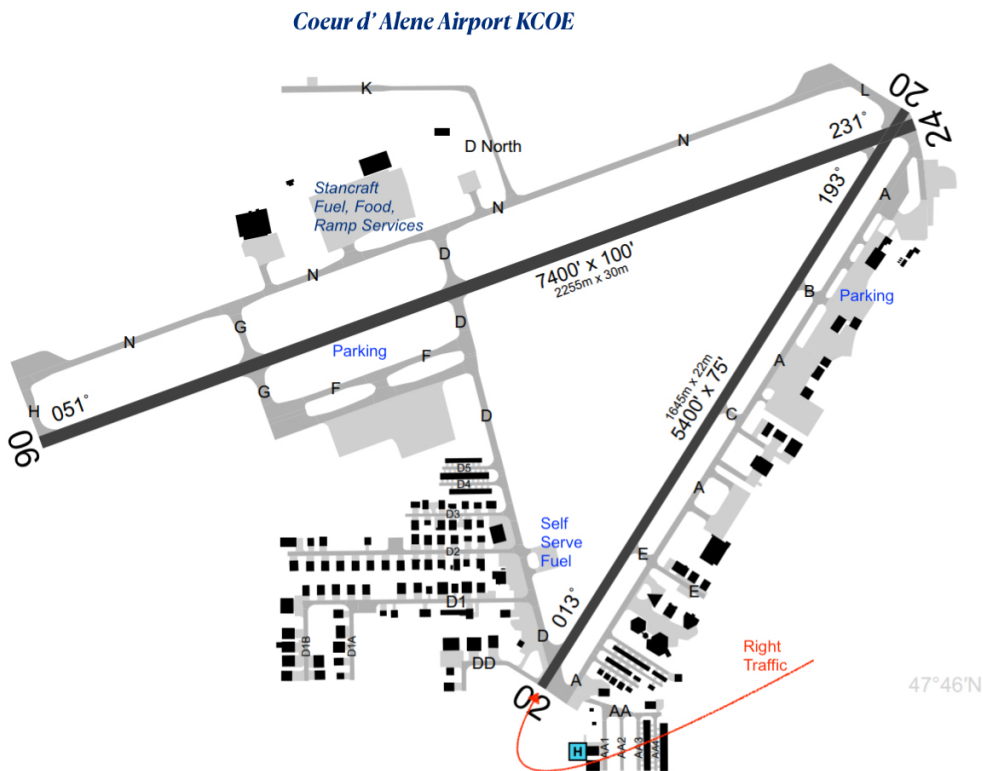 Coeur d' Alene Airport KCOE
K
L
20
24
231°
D North
N
193°
Stancraft
Fuel, Food,
Ramp Services
A
N
D
7400' x 100'
2255m x 30m
N
B
Parking
D
G
N
Parking
F
A
F
G
1645m x 22m
5400' x 75'
H
051°
06
C
D
D5
D4
A
D3
Self
Serve
Fuel
D2
E
E
D1
013°
D
D1B
D1A
DD
Right
Traffic
A
02
AA
47°46'N
H
AA1
AA2
AA3
AA4